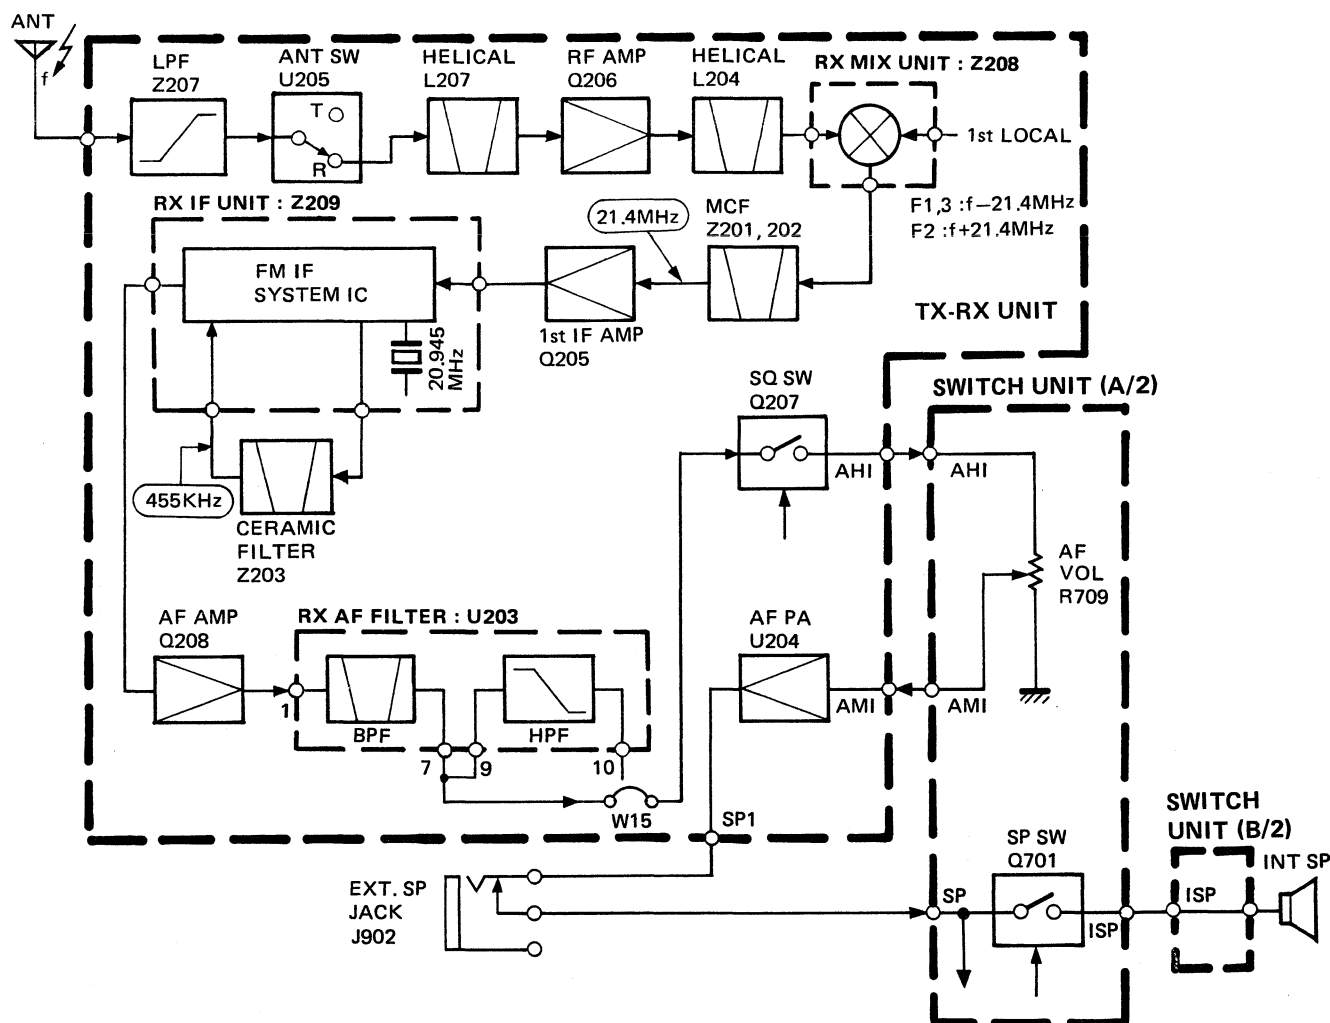 ANT
f
LPF
Z207
ANT SW
U205
T
R
HELICAL
L207
RF AMP
Q206
HELICAL
L204
RX MIX UNIT : Z208
1st LOCAL
F1,3 :f−21.4MHz
F2 :f+21.4MHz
RX IF UNIT : Z209
FM IF
SYSTEM IC
20.945
MHz
21.4MHz
MCF
Z201, 202
1st IF AMP
Q205
TX-RX UNIT
455KHz
CERAMIC
FILTER
Z203
SQ SW
Q207
AHI
SWITCH UNIT (A/2)
AHI
AF
VOL
R709
AF AMP
Q208
RX AF FILTER : U203
1
BPF
HPF
7
9
10
W15
AF PA
U204
AMI
AMI
SP1
EXT. SP
JACK
J902
SP
SP SW
Q701
ISP
SWITCH
UNIT (B/2)
ISP
INT SP